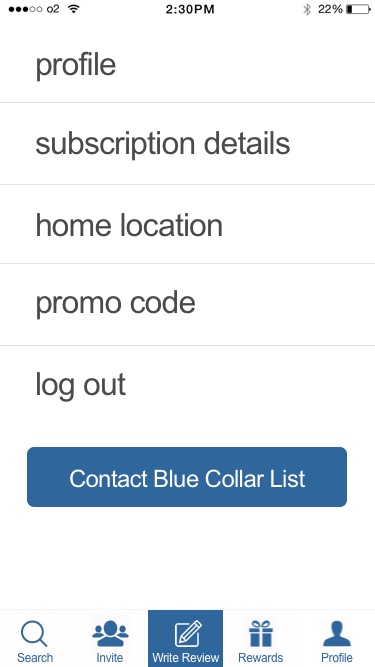 o2 2:30PM 22%
profile
subscription details
home location
promo code
log out
Contact Blue Collar List
Search Invite Write Review Rewards Profile